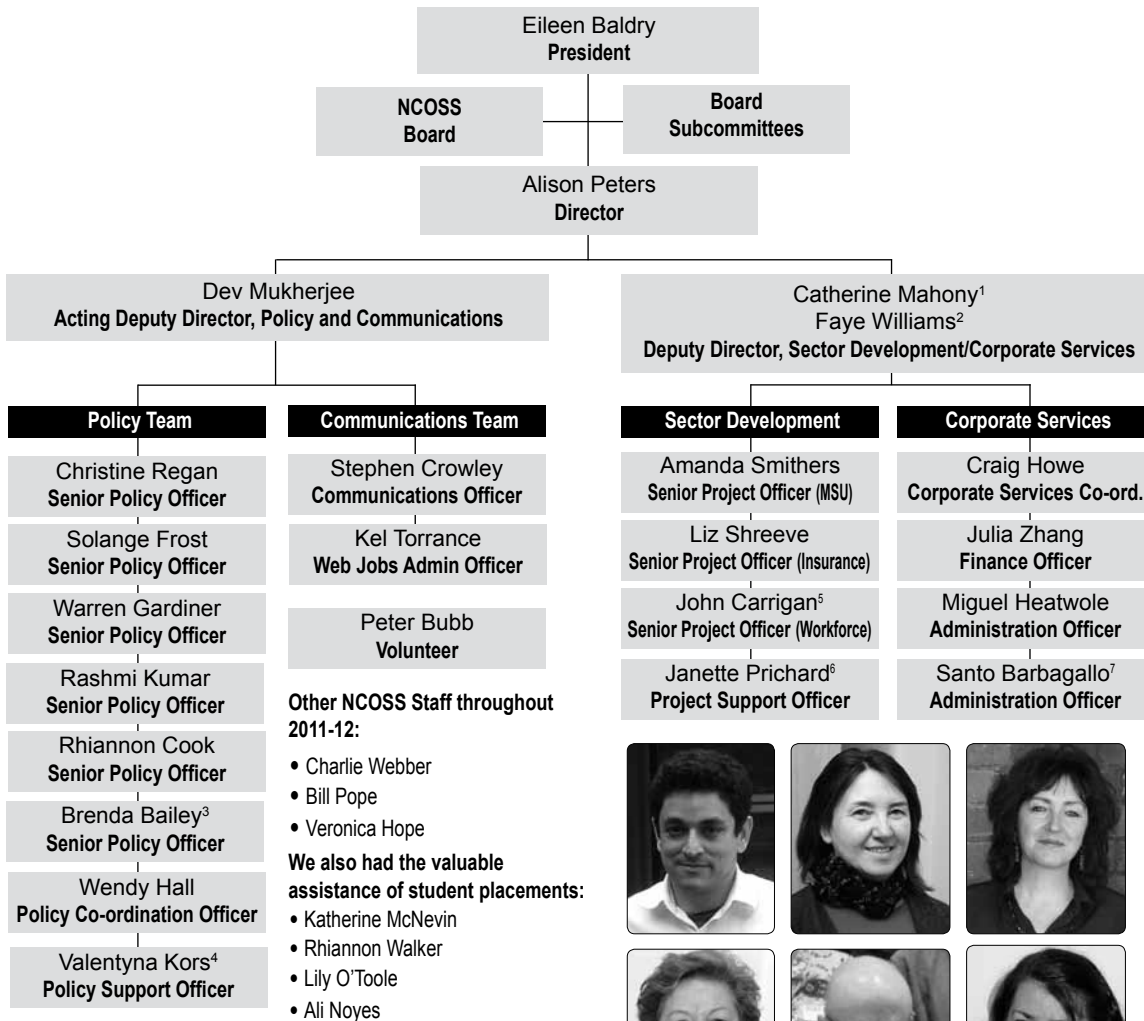 Eileen Baldry
President
NCOSS
Board
Board
Subcommittees
Alison Peters
Director
Dev Mukherjee
Acting Deputy Director, Policy and Communications
Catherine Mahony¹
Faye Williams²
Deputy Director, Sector Development/Corporate Services
Policy Team
Christine Regan
Senior Policy Officer
Solange Frost
Senior Policy Officer
Warren Gardiner
Senior Policy Officer
Rashmi Kumar
Senior Policy Officer
Rhiannon Cook
Senior Policy Officer
Brenda Bailey³
Senior Policy Officer
Wendy Hall
Policy Co-ordination Officer
Valentyna Kors⁴
Policy Support Officer
Communications Team
Stephen Crowley
Communications Officer
Kel Torrance
Web Jobs Admin Officer
Peter Bubb
Volunteer
Other NCOSS Staff throughout
2011-12:
• Charlie Webber
• Bill Pope
• Veronica Hope
We also had the valuable
assistance of student placements:
• Katherine McNevin
• Rhiannon Walker
• Lily O'Toole
• Ali Noyes
Sector Development
Amanda Smithers
Senior Project Officer (MSU)
Liz Shreeve
Senior Project Officer (Insurance)
John Carrigan⁵
Senior Project Officer (Workforce)
Janette Prichard⁶
Project Support Officer
Corporate Services
Craig Howe
Corporate Services Co-ord.
Julia Zhang
Finance Officer
Miguel Heatwole
Administration Officer
Santo Barbagallo⁷
Administration Officer